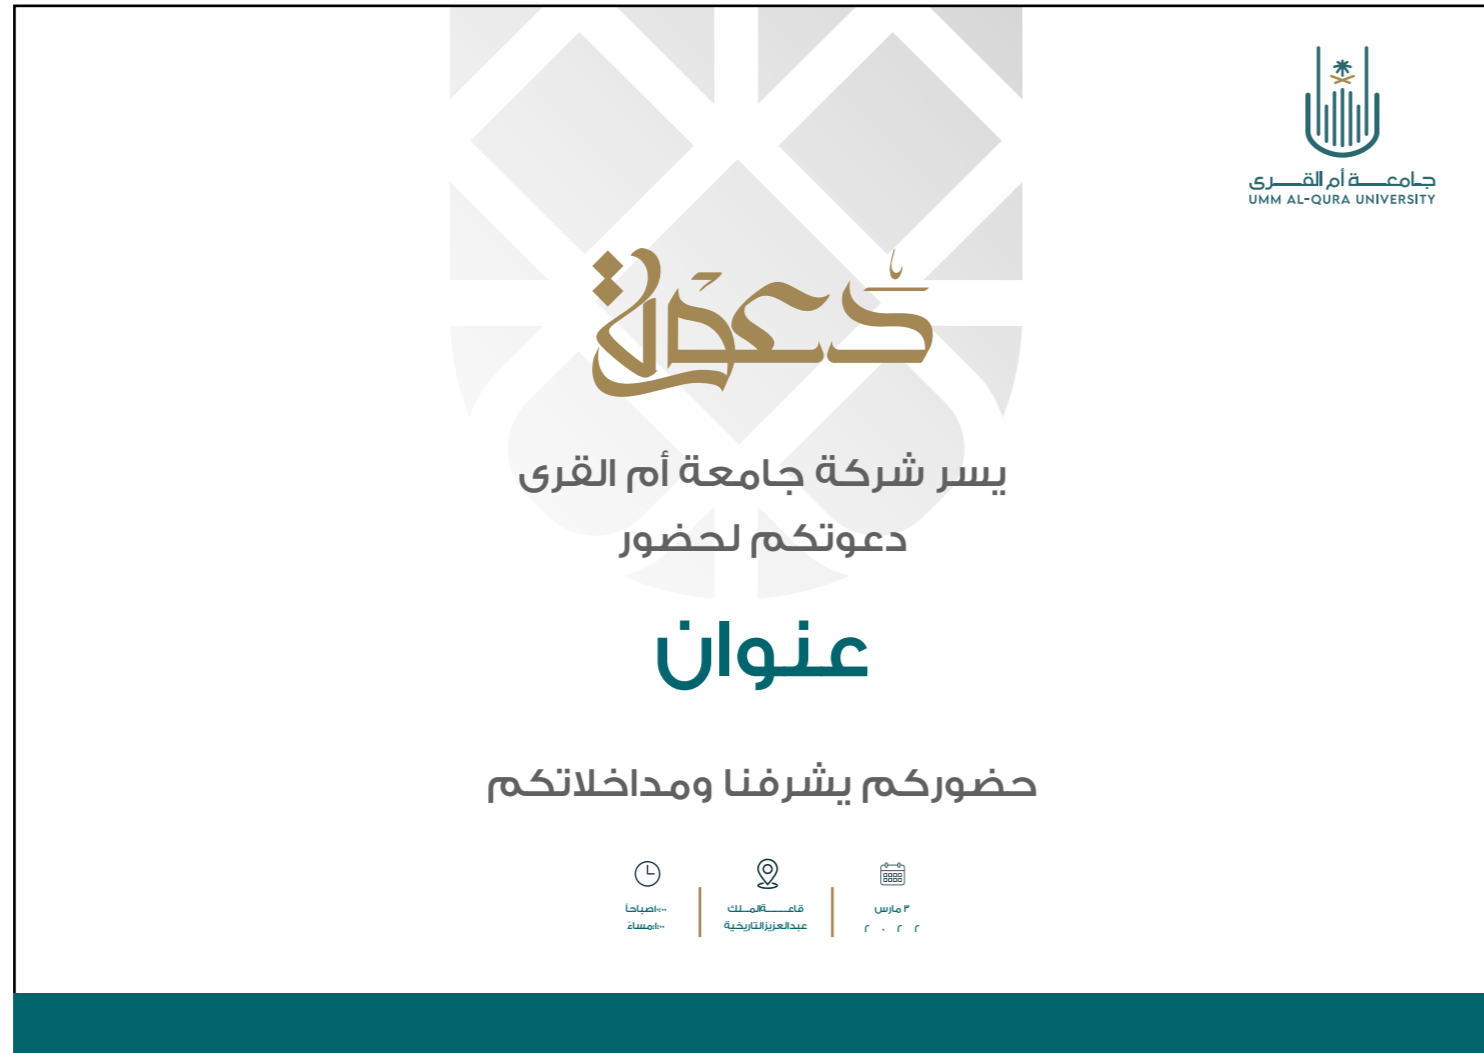 جامعة أم القرى
UMM AL-QURA UNIVERSITY
دعوة
يسر شركة جامعة أم القرى
دعوتكم لحضور
عنوان
حضوركم يشرفنا ومداخلاتكم
٣ مارس
٢٠٢٢
قاعة الملك
عبدالعزيز التاريخية
صباحاً
مساءً